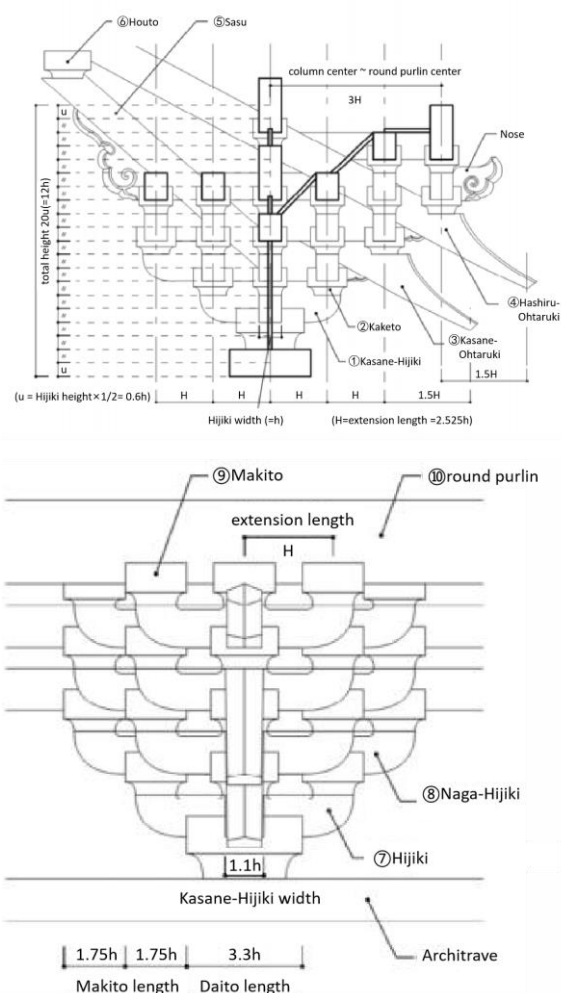 ⑥Houto
⑤Sasu
column center ~ round purlin center
3H
Nose
u
total height 20u(=12h)
④Hashiru-
Ohtaruki
②Kaketo
③Kasane-
Ohtaruki
①Kasane-Hijiki
u
1.5H
(u = Hijiki height×1/2= 0.6h)
H
H
H
H
1.5H
Hijiki width (=h)
(H=extension length =2.525h)
⑨Makito
⑩round purlin
extension length
H
⑧Naga-Hijiki
⑦Hijiki
1.1h
Kasane-Hijiki width
Architrave
1.75h
1.75h
3.3h
Makito length
Daito length